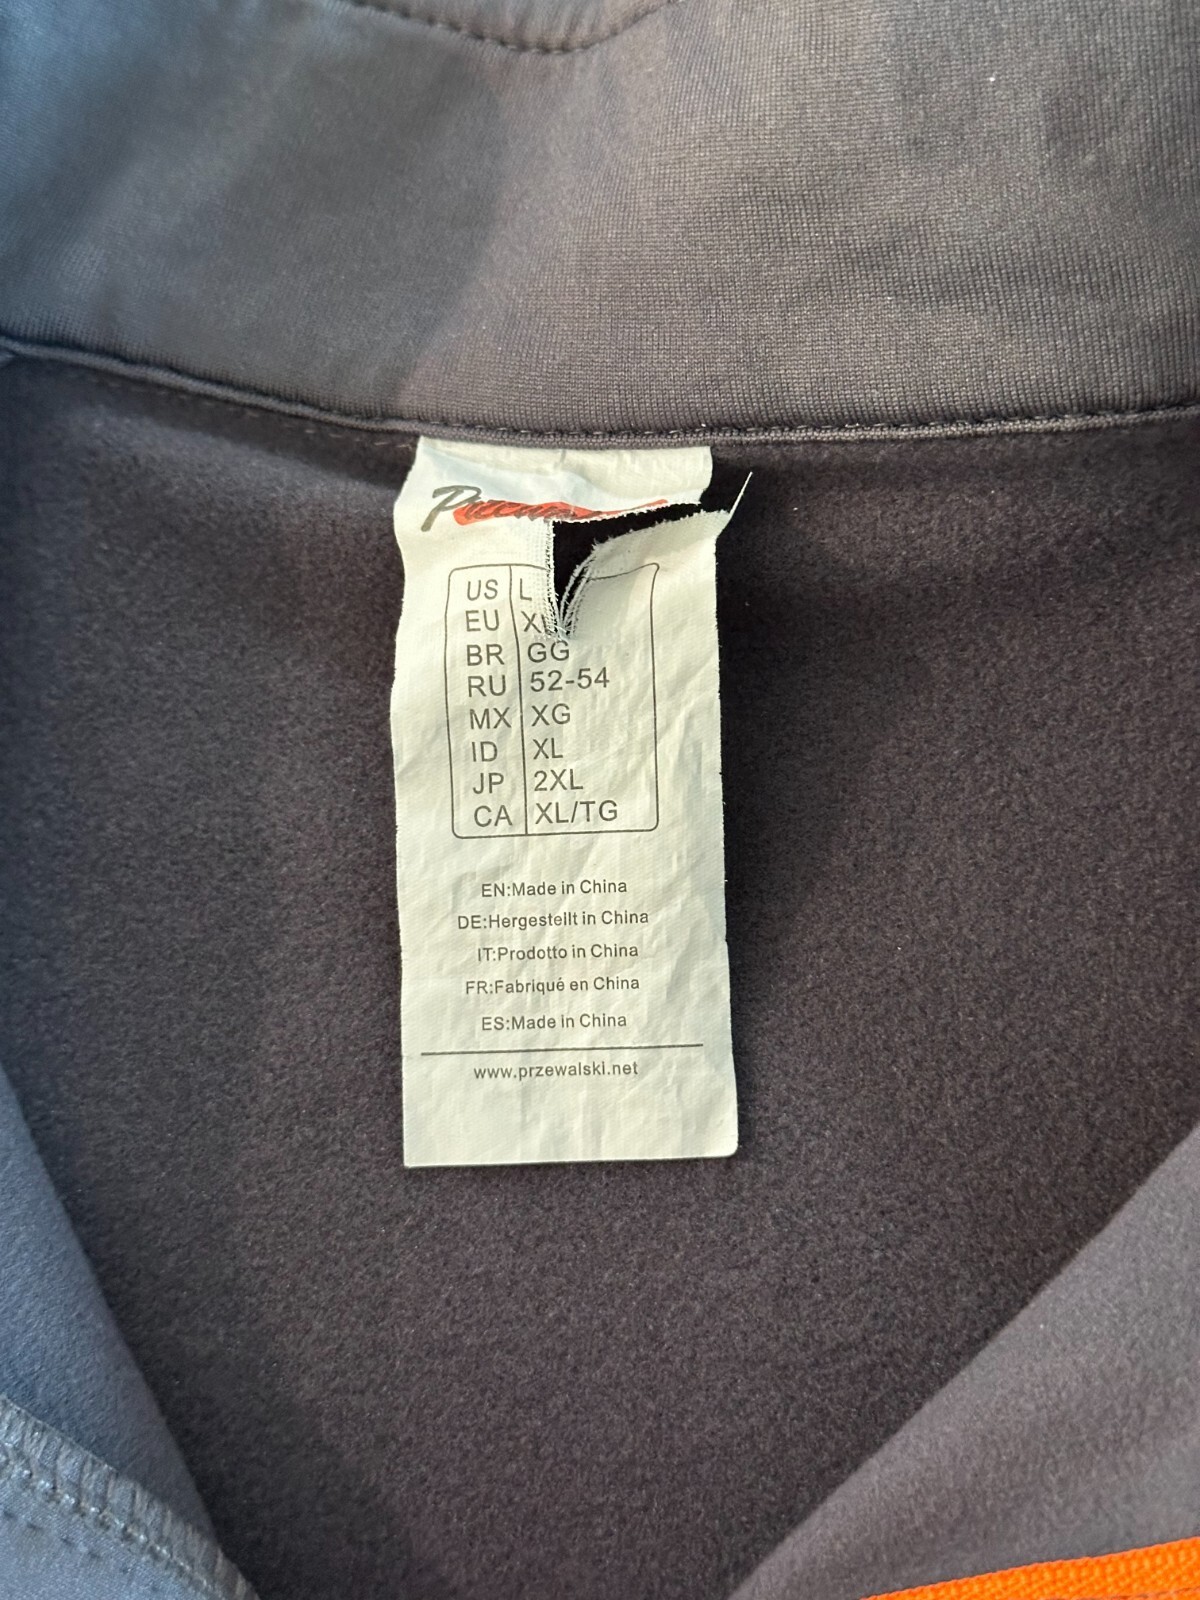 US L
EU XL
BR GG
RU 52-54
MX XG
ID XL
JP 2XL
CA XL/TG
EN:Made in China
DE:Hergestellt in China
IT:Prodotto in China
FR:Fabriqué en China
ES:Made in China
www.przewalski.net